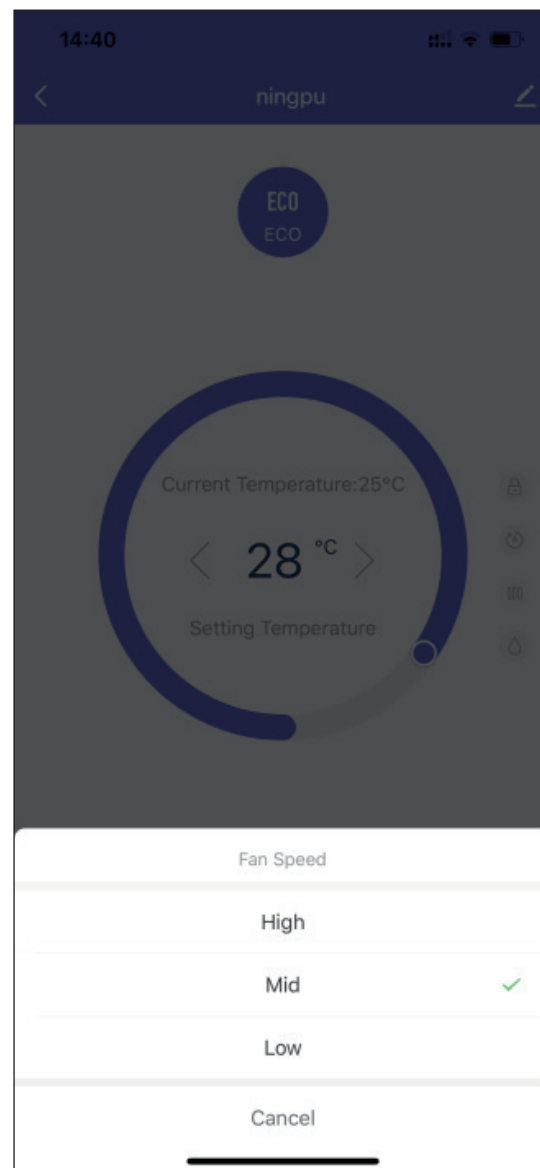 14:40
ningpu
ECO
ECO
Current Temperature:25°C
28 °C
Setting Temperature
Fan Speed
High
Mid
Low
Cancel